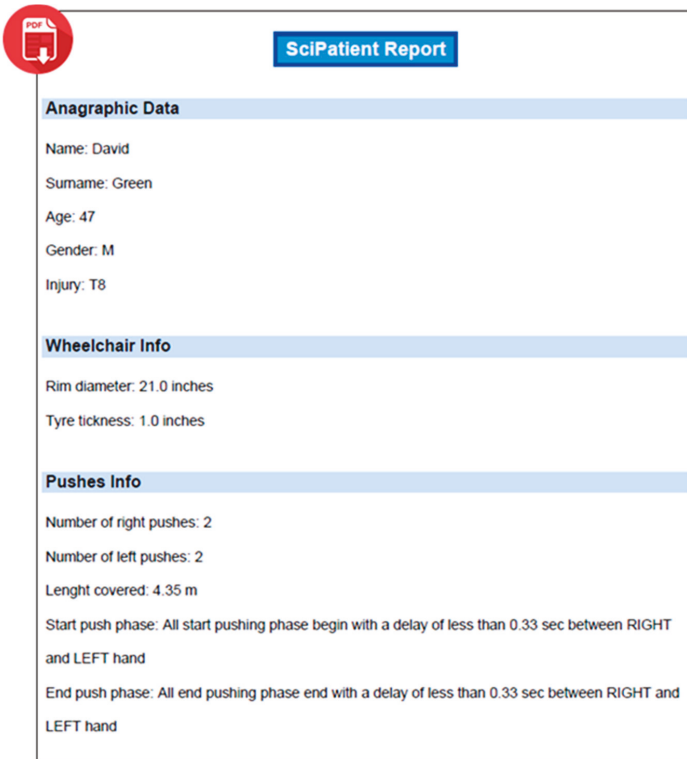 PDF
SciPatient Report
Anagraphic Data
Name: David
Surname: Green
Age: 47
Gender: M
Injury: T8
Wheelchair Info
Rim diameter: 21.0 inches
Tyre tickness: 1.0 inches
Pushes Info
Number of right pushes: 2
Number of left pushes: 2
Lenght covered: 4.35 m
Start push phase: All start pushing phase begin with a delay of less than 0.33 sec between RIGHT
and LEFT hand
End push phase: All end pushing phase end with a delay of less than 0.33 sec between RIGHT and
LEFT hand